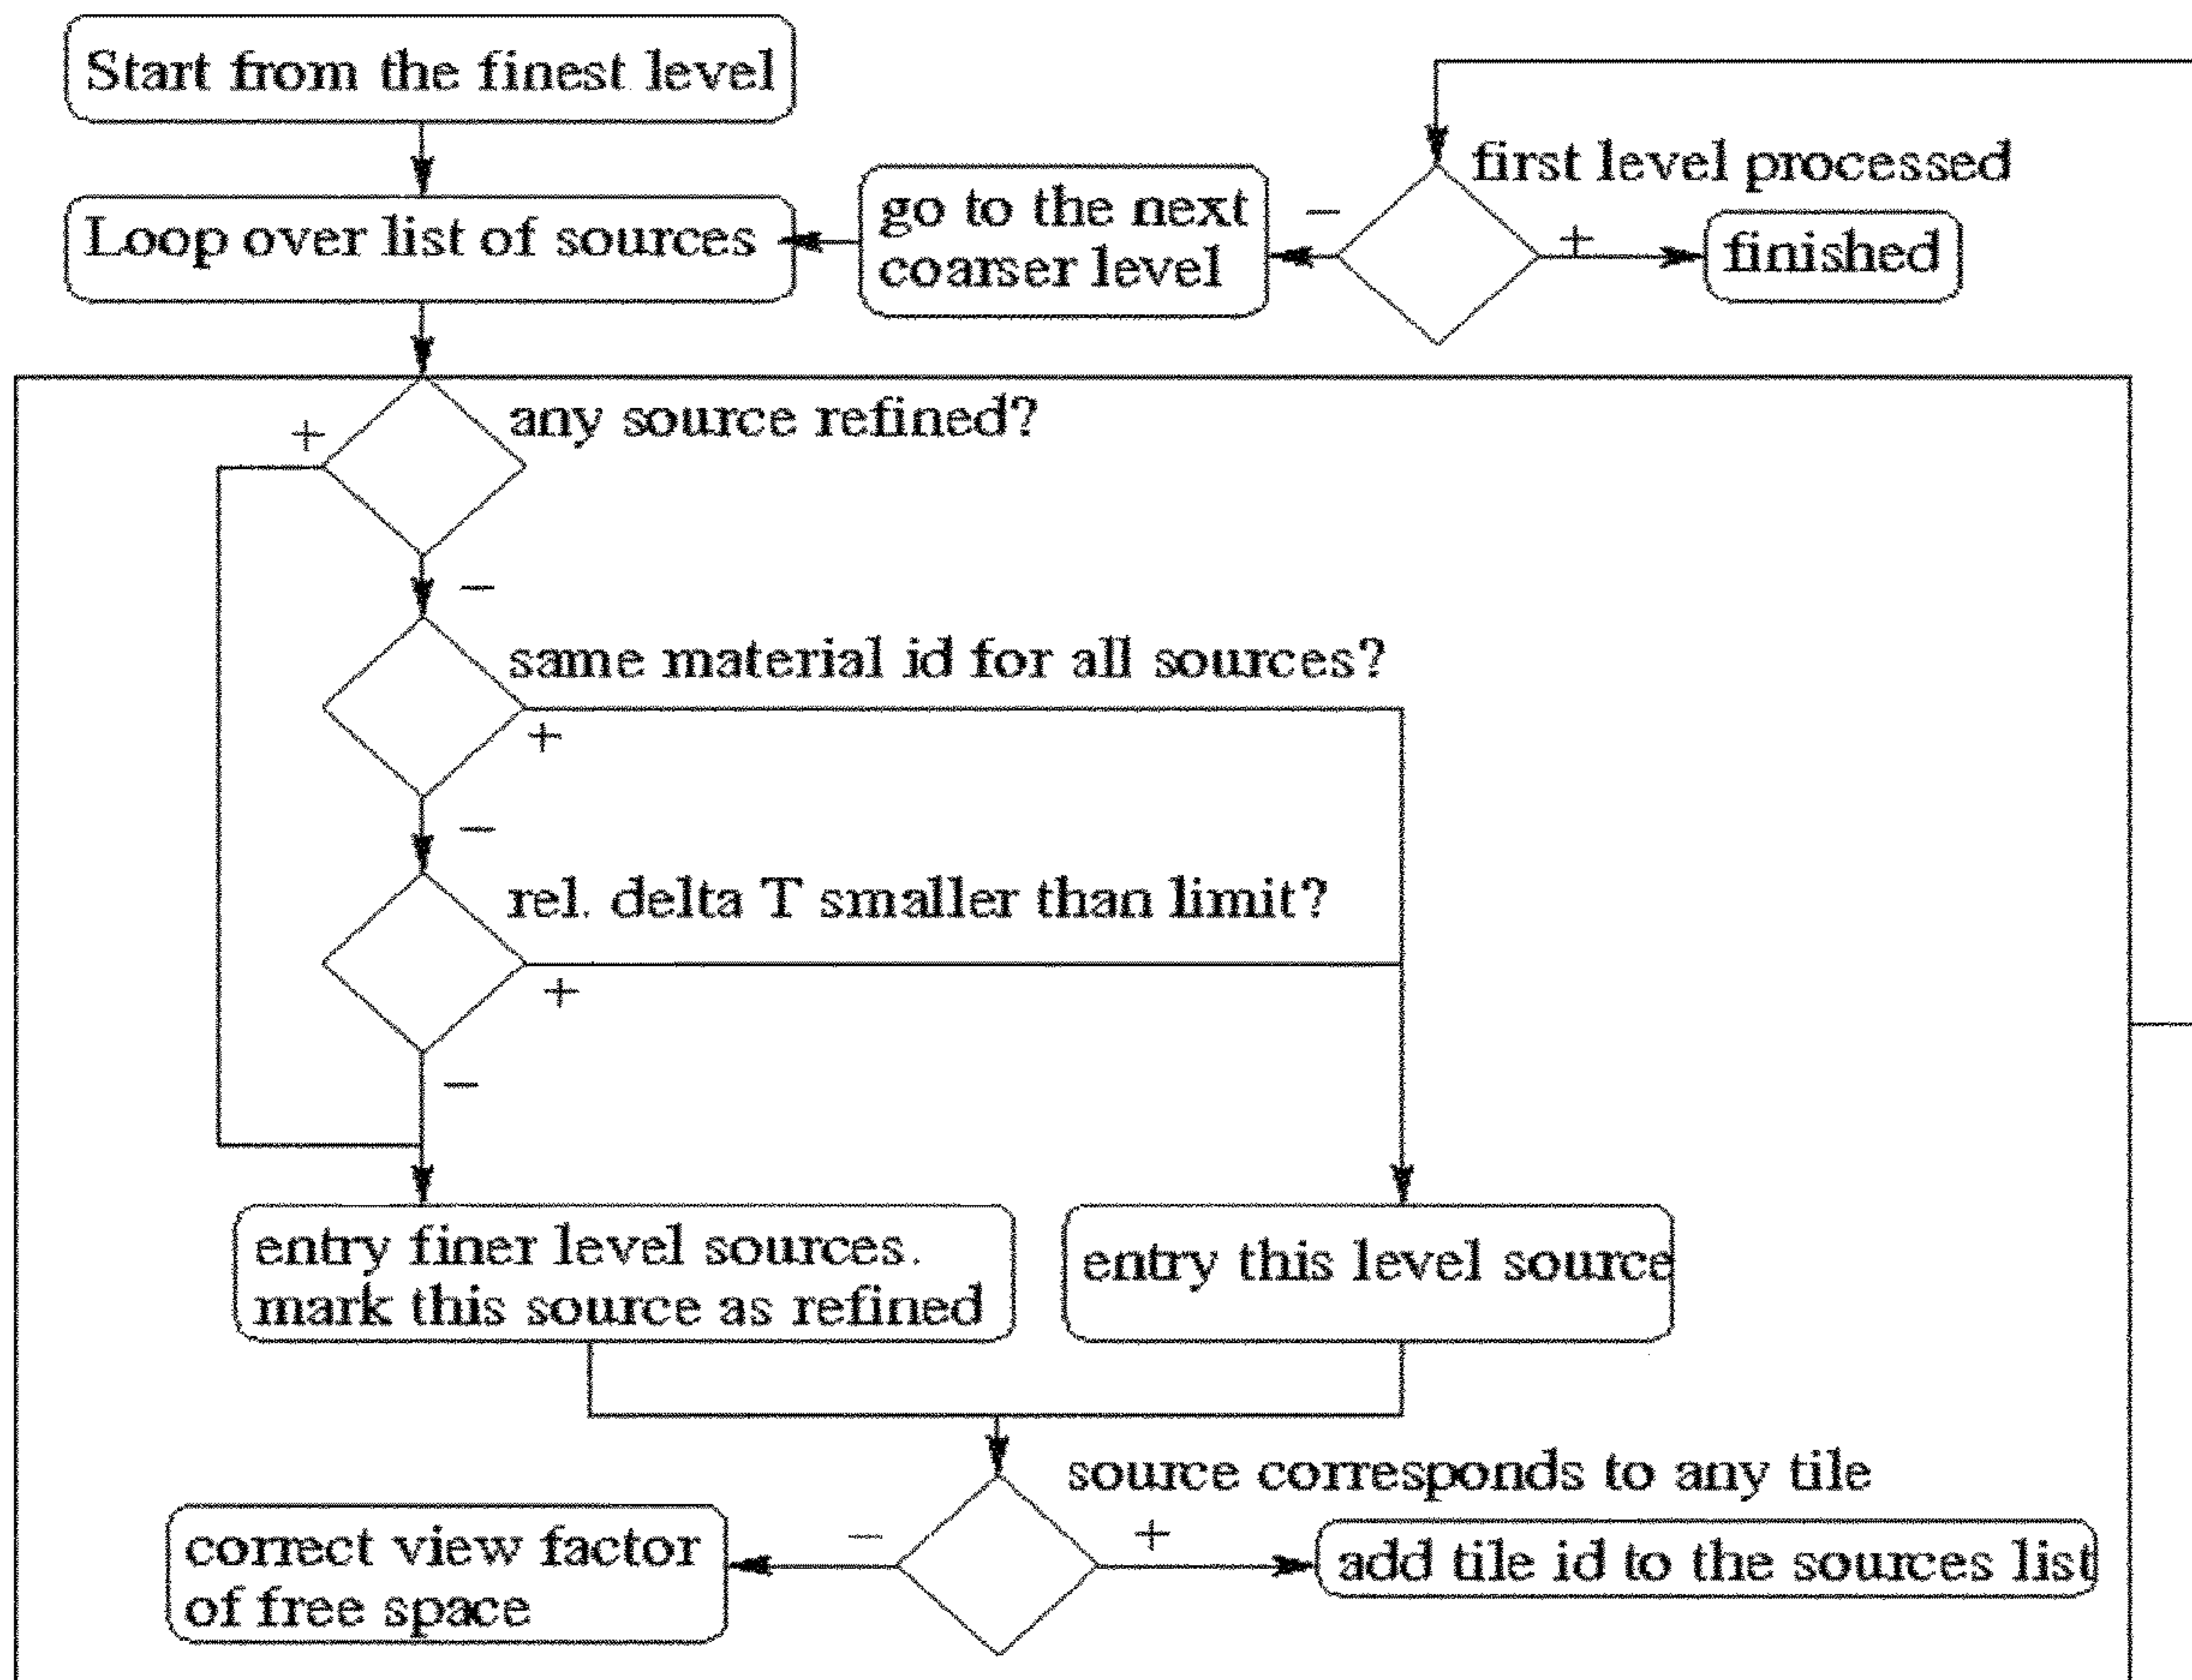 Start from the finest level
first level processed
Loop over list of sources
go to the next
coarser level
−
+
finished
any source refined?
+
−
same material id for all sources?
+
−
rel. delta T smaller than limit?
+
−
entry finer level sources.
mark this source as refined
entry this level source
source corresponds to any tile
−
+
correct view factor
of free space
add tile id to the sources list